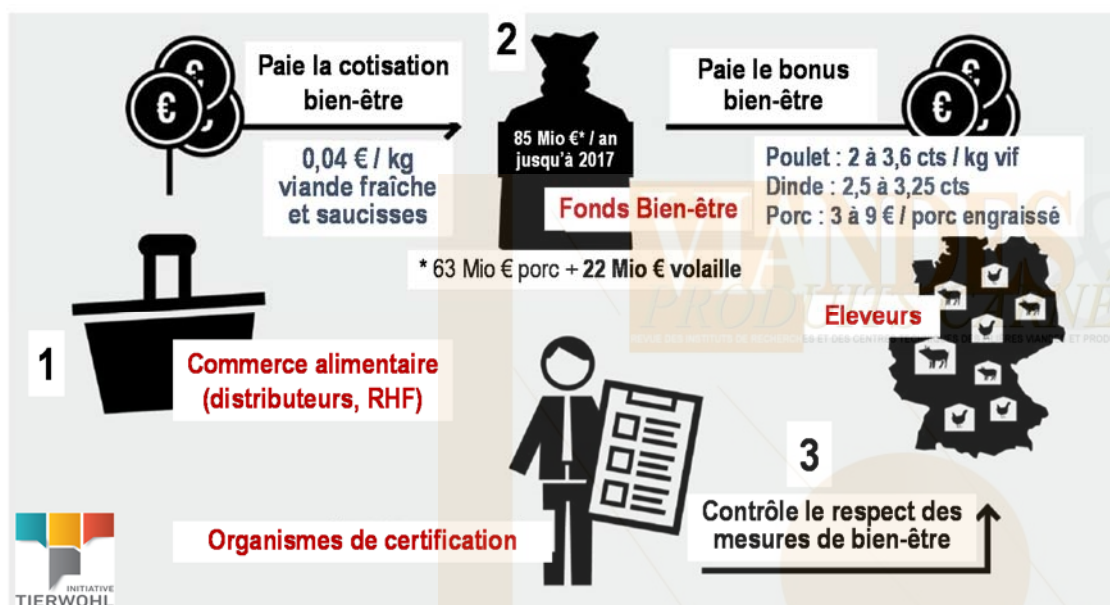 1
Commerce alimentaire
(distributeurs, RHF)
Paie la cotisation
bien-être
0,04 € / kg
viande fraîche
et saucisses
2
85 Mio €* / an
jusqu'à 2017
Fonds Bien-être
* 63 Mio € porc + 22 Mio € volaille
Paie le bonus
bien-être
Poulet : 2 à 3,6 cts / kg vif
Dinde : 2,5 à 3,25 cts
Porc : 3 à 9 € / porc engraissé
Eleveurs
3
Contrôle le respect des
mesures de bien-être
Organismes de certification
INITIATIVE
TIERWOHL
VIANDES &